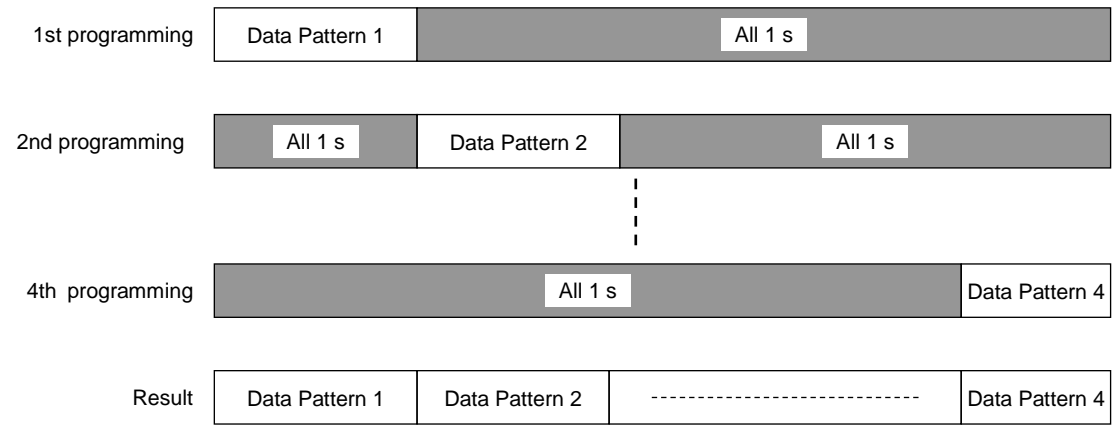 1st programming Data Pattern 1 All 1 s
2nd programming All 1 s Data Pattern 2 All 1 s
4th programming All 1 s Data Pattern 4
Result Data Pattern 1 Data Pattern 2 Data Pattern 4